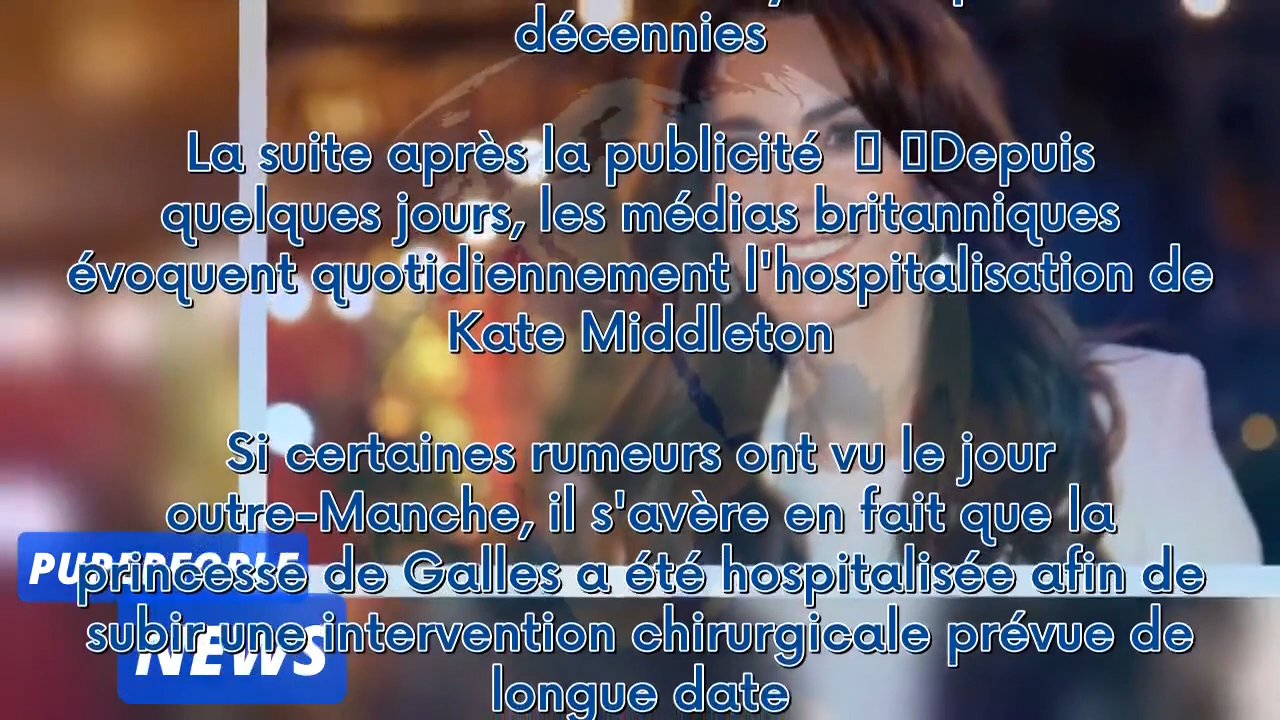 décennies
La suite après la publicité
Depuis
quelques jours, les médias britanniques
évoquent quotidiennement l'hospitalisation de
Kate Middleton
Si certaines rumeurs ont vu le jour
outre-Manche, il s'avère en fait que la
princesse de Galles a été hospitalisée afin de
subir une intervention chirurgicale prévue de
longue date
PUREPEOPLE
NEWS